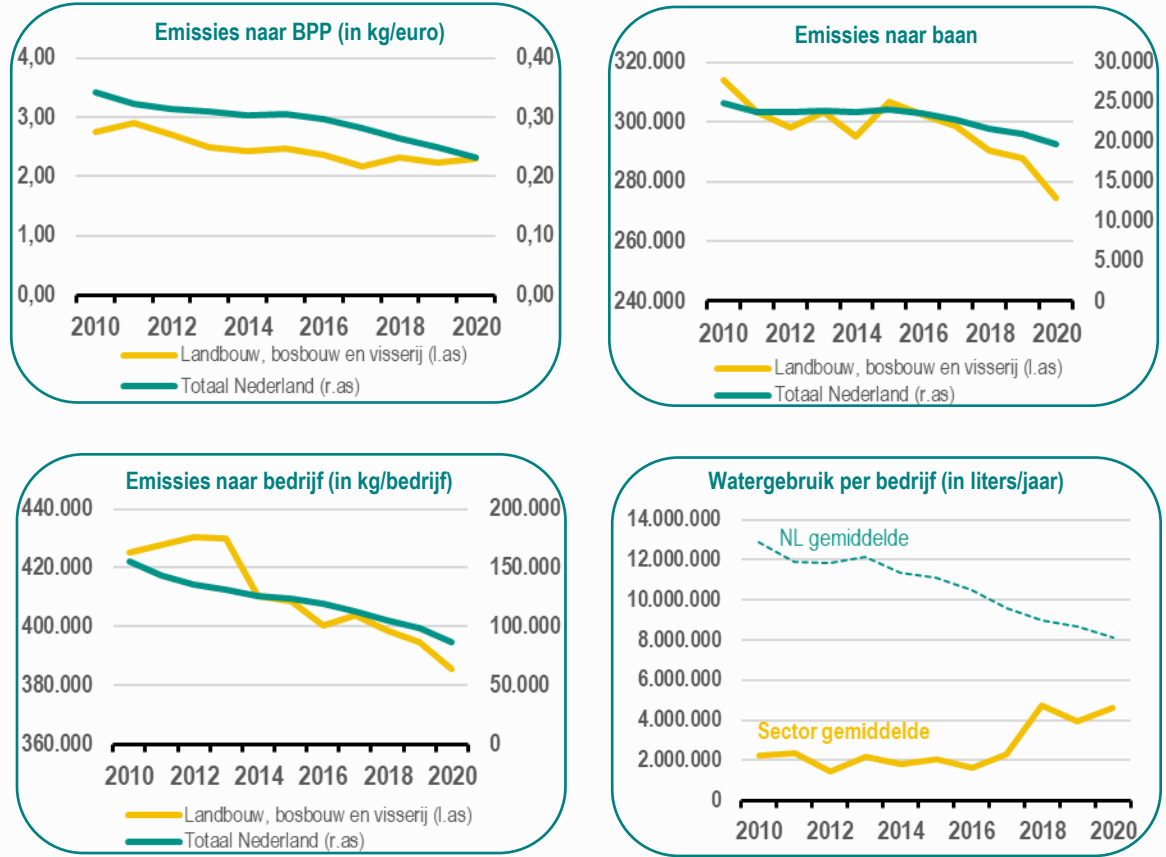 Emissies naar BPP (in kg/euro)
4,00
3,00
2,00
1,00
0,00
0,40
0,30
0,20
0,10
0,00
2010 2012 2014 2016 2018 2020
Landbouw, bosbouw en visserij (l.as)
Totaal Nederland (r.as)
Emissies naar baan
320.000
300.000
280.000
260.000
240.000
30.000
25.000
20.000
15.000
10.000
5.000
0
2010 2012 2014 2016 2018 2020
Landbouw, bosbouw en visserij (l.as)
Totaal Nederland (r.as)
Emissies naar bedrijf (in kg/bedrijf)
440.000
420.000
400.000
380.000
360.000
200.000
150.000
100.000
50.000
0
2010 2012 2014 2016 2018 2020
Landbouw, bosbouw en visserij (l.as)
Totaal Nederland (r.as)
Watergebruik per bedrijf (in liters/jaar)
14.000.000
12.000.000
10.000.000
8.000.000
6.000.000
4.000.000
2.000.000
0
NL gemiddelde
Sector gemiddelde
2010 2012 2014 2016 2018 2020